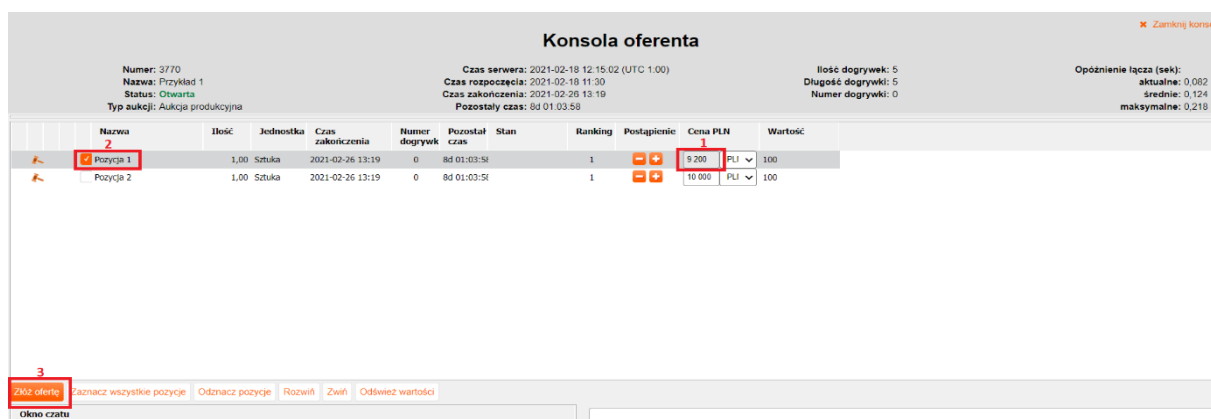 ✖ Zamknij kons
Konsola oferenta
Numer: 3770
Nazwa: Przykład 1
Status: Otwarta
Typ aukcji: Aukcja produkcyjna
Czas serwera: 2021-02-18 12:15:02 (UTC 1:00)
Czas rozpoczęcia: 2021-02-18 11:30
Czas zakończenia: 2021-02-26 13:19
Pozostały czas: 8d 01:03:58
Ilość dogrywek: 5
Długość dogrywki: 5
Numer dogrywki: 0
Opóźnienie łącza (sek):
aktualne: 0,082
średnie: 0,124
maksymalne: 0,218
Nazwa Ilość Jednostka Czas zakończenia Numer dogrywk Pozostał czas Stan Ranking Postąpienie Cena PLN Wartość
2 1
Pozycja 1 1,00 Sztuka 2021-02-26 13:19 0 8d 01:03:58 1 9 200 PLI 100
Pozycja 2 1,00 Sztuka 2021-02-26 13:19 0 8d 01:03:58 1 10 000 PLI 100
3
Złóż ofertę Zaznacz wszystkie pozycje Odznacz pozycje Rozwiń Zwiń Odśwież wartości
Okno czatu